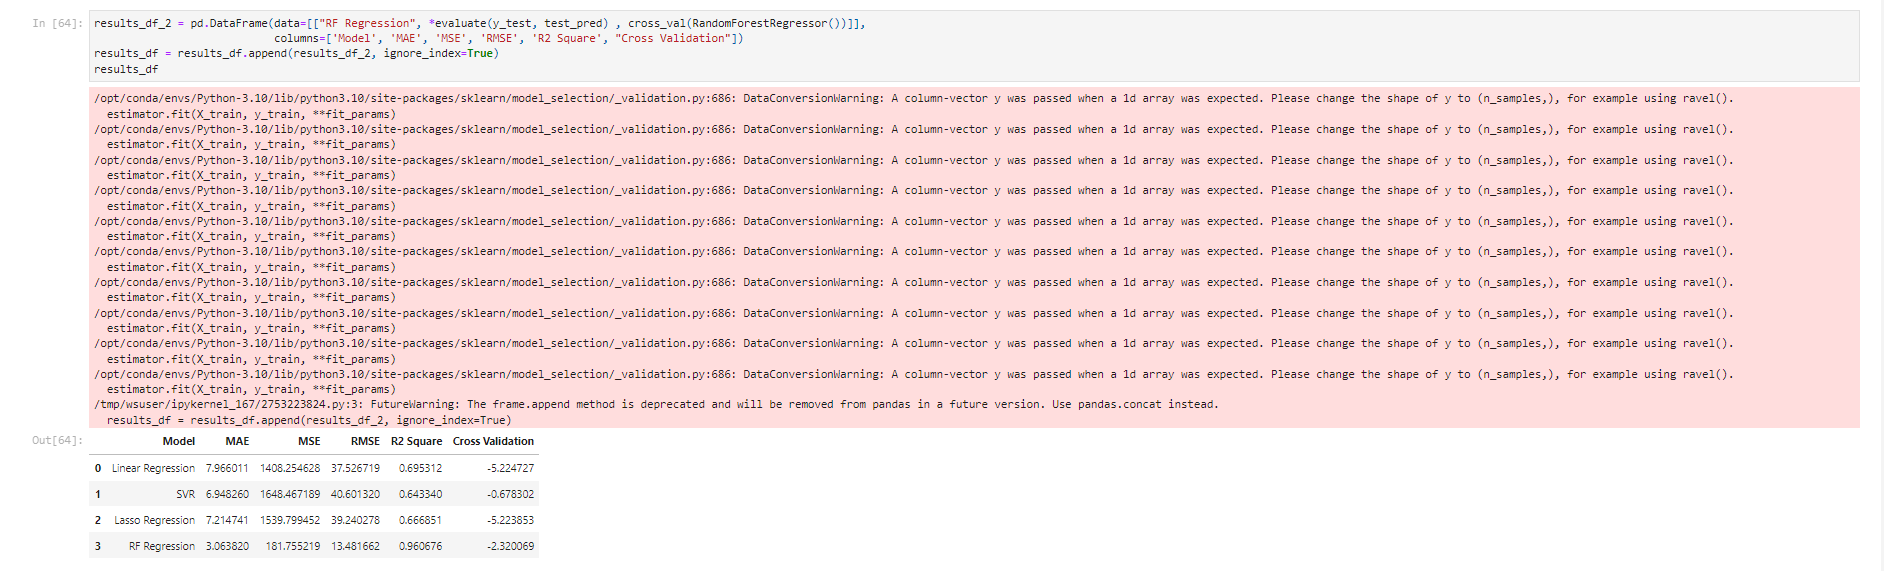 In [64]: results_df_2 = pd.DataFrame(data=[["RF Regression", *evaluate(y_test, test_pred) , cross_val(RandomForestRegressor())]],
columns=['Model', 'MAE', 'MSE', 'RMSE', 'R2 Square', "Cross Validation"])
results_df = results_df.append(results_df_2, ignore_index=True)
results_df
/opt/conda/envs/Python-3.10/lib/python3.10/site-packages/sklearn/model_selection/_validation.py:686: DataConversionWarning: A column-vector y was passed when a 1d array was expected. Please change the shape of y to (n_samples,), for example using ravel().
estimator.fit(X_train, y_train, **fit_params)
/opt/conda/envs/Python-3.10/lib/python3.10/site-packages/sklearn/model_selection/_validation.py:686: DataConversionWarning: A column-vector y was passed when a 1d array was expected. Please change the shape of y to (n_samples,), for example using ravel().
estimator.fit(X_train, y_train, **fit_params)
/opt/conda/envs/Python-3.10/lib/python3.10/site-packages/sklearn/model_selection/_validation.py:686: DataConversionWarning: A column-vector y was passed when a 1d array was expected. Please change the shape of y to (n_samples,), for example using ravel().
estimator.fit(X_train, y_train, **fit_params)
/opt/conda/envs/Python-3.10/lib/python3.10/site-packages/sklearn/model_selection/_validation.py:686: DataConversionWarning: A column-vector y was passed when a 1d array was expected. Please change the shape of y to (n_samples,), for example using ravel().
estimator.fit(X_train, y_train, **fit_params)
/opt/conda/envs/Python-3.10/lib/python3.10/site-packages/sklearn/model_selection/_validation.py:686: DataConversionWarning: A column-vector y was passed when a 1d array was expected. Please change the shape of y to (n_samples,), for example using ravel().
estimator.fit(X_train, y_train, **fit_params)
/opt/conda/envs/Python-3.10/lib/python3.10/site-packages/sklearn/model_selection/_validation.py:686: DataConversionWarning: A column-vector y was passed when a 1d array was expected. Please change the shape of y to (n_samples,), for example using ravel().
estimator.fit(X_train, y_train, **fit_params)
/opt/conda/envs/Python-3.10/lib/python3.10/site-packages/sklearn/model_selection/_validation.py:686: DataConversionWarning: A column-vector y was passed when a 1d array was expected. Please change the shape of y to (n_samples,), for example using ravel().
estimator.fit(X_train, y_train, **fit_params)
/opt/conda/envs/Python-3.10/lib/python3.10/site-packages/sklearn/model_selection/_validation.py:686: DataConversionWarning: A column-vector y was passed when a 1d array was expected. Please change the shape of y to (n_samples,), for example using ravel().
estimator.fit(X_train, y_train, **fit_params)
/opt/conda/envs/Python-3.10/lib/python3.10/site-packages/sklearn/model_selection/_validation.py:686: DataConversionWarning: A column-vector y was passed when a 1d array was expected. Please change the shape of y to (n_samples,), for example using ravel().
estimator.fit(X_train, y_train, **fit_params)
/opt/conda/envs/Python-3.10/lib/python3.10/site-packages/sklearn/model_selection/_validation.py:686: DataConversionWarning: A column-vector y was passed when a 1d array was expected. Please change the shape of y to (n_samples,), for example using ravel().
estimator.fit(X_train, y_train, **fit_params)
/tmp/wsuser/ipykernel_167/2753223824.py:3: FutureWarning: The frame.append method is deprecated and will be removed from pandas in a future version. Use pandas.concat instead.
results_df = results_df.append(results_df_2, ignore_index=True)
Out[64]: Model MAE MSE RMSE R2 Square Cross Validation
0 Linear Regression 7.966011 1408.254628 37.526719 0.695312 -5.224727
1 SVR 6.948260 1648.467189 40.601320 0.643340 -0.678302
2 Lasso Regression 7.214741 1539.799452 39.240278 0.666851 -5.223853
3 RF Regression 3.063820 181.755219 13.481662 0.960676 -2.320069